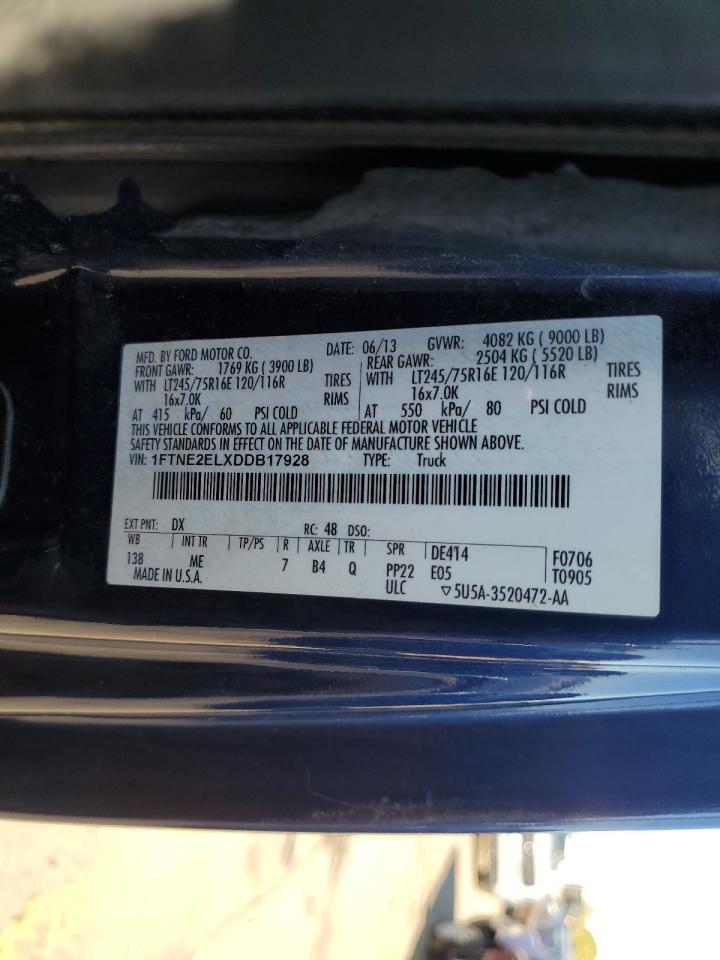 MFD. BY FORD MOTOR CO. DATE: 06/13 GVWR: 4082 KG ( 9000 LB)
FRONT GAWR: 1769 KG ( 3900 LB) REAR GAWR: 2504 KG ( 5520 LB)
WITH LT245/75R16E 120/116R TIRES WITH LT245/75R16E 120/116R TIRES
16x7.0K RIMS 16x7.0K RIMS
AT 415 kPa/ 60 PSI COLD AT 550 kPa/ 80 PSI COLD
THIS VEHICLE CONFORMS TO ALL APPLICABLE FEDERAL MOTOR VEHICLE
SAFETY STANDARDS IN EFFECT ON THE DATE OF MANUFACTURE SHOWN ABOVE.
VIN: 1FTNE2ELXDDB17928 TYPE: Truck
EXT PNT: DX RC: 48 DSO:
WB INT TR TP/PS R AXLE TR SPR DE414 F0706
138 ME 7 B4 Q PP22 E05 T0905
MADE IN U.S.A. ULC ▽5U5A-3520472-AA